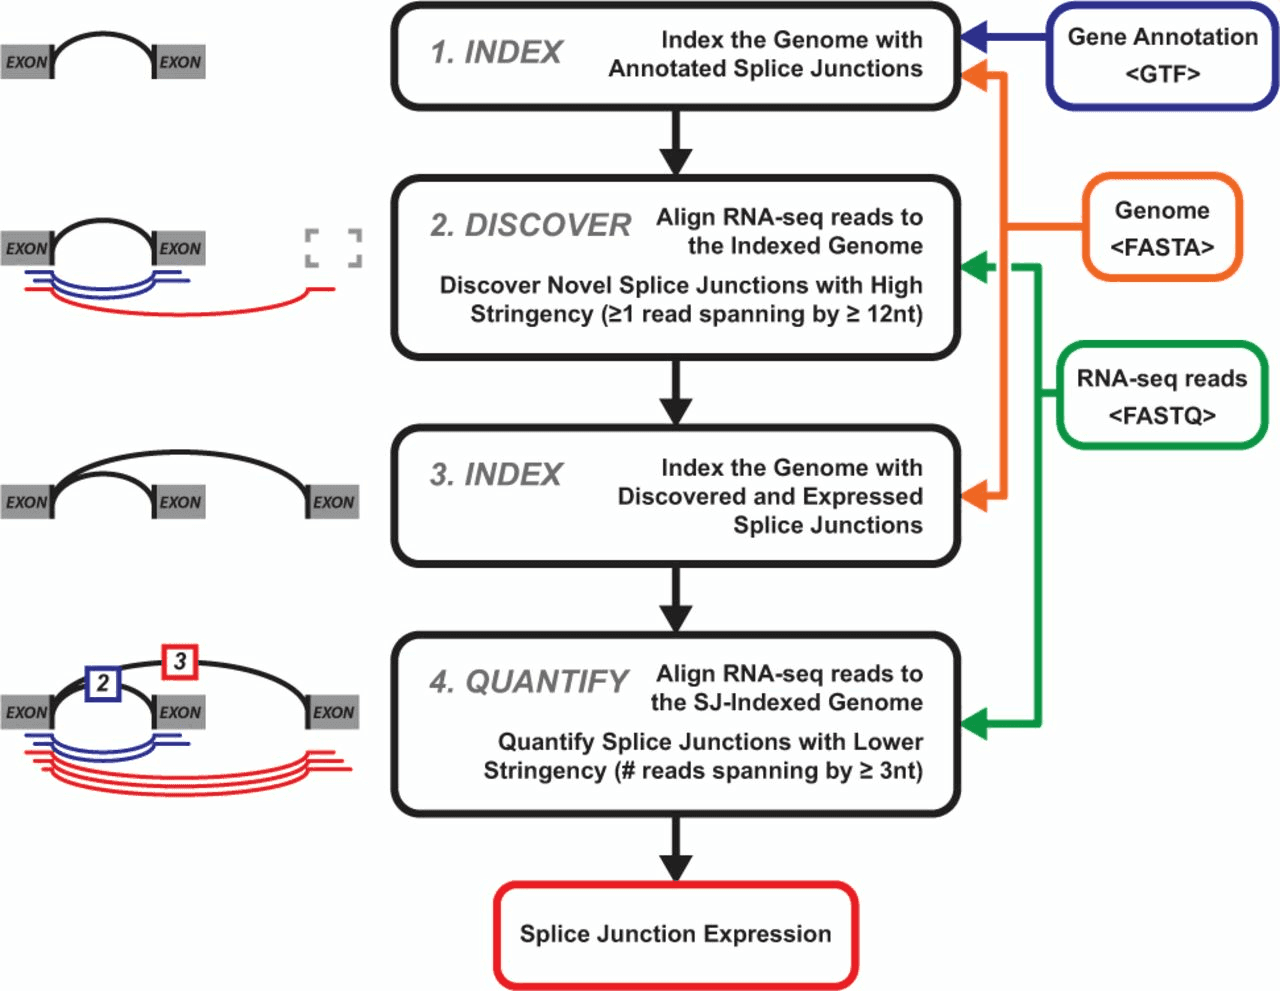 EXON EXON
1. INDEX
Index the Genome with
Annotated Splice Junctions
Gene Annotation
<GTF>
Genome
<FASTA>
EXON EXON
2. DISCOVER
Align RNA-seq reads to
the Indexed Genome
Discover Novel Splice Junctions with High
Stringency (≥1 read spanning by ≥ 12nt)
RNA-seq reads
<FASTQ>
EXON EXON EXON
3. INDEX
Index the Genome with
Discovered and Expressed
Splice Junctions
3
2
EXON EXON EXON
4. QUANTIFY
Align RNA-seq reads to
the SJ-Indexed Genome
Quantify Splice Junctions with Lower
Stringency (# reads spanning by ≥ 3nt)
Splice Junction Expression